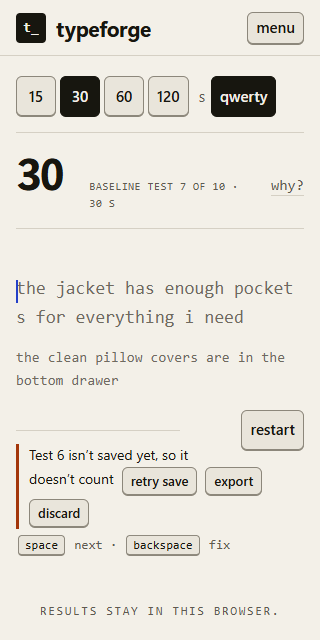 t_ typeforge menu
15 30 60 120 s qwerty
30 BASELINE TEST 7 OF 10 · why?
30 S
the jacket has enough pocket
s for everything i need
the clean pillow covers are in the
bottom drawer
restart
Test 6 isn’t saved yet, so it
doesn’t count retry save export
discard
space next · backspace fix
RESULTS STAY IN THIS BROWSER.